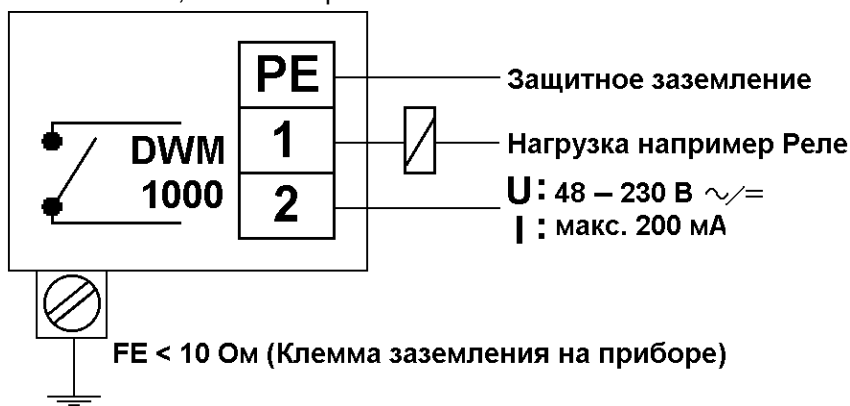 PE
Защитное заземление
DWM
1000
1
Нагрузка например Реле
2
U: 48 – 230 В ~/=
I : макс. 200 мА
FE < 10 Ом (Клемма заземления на приборе)